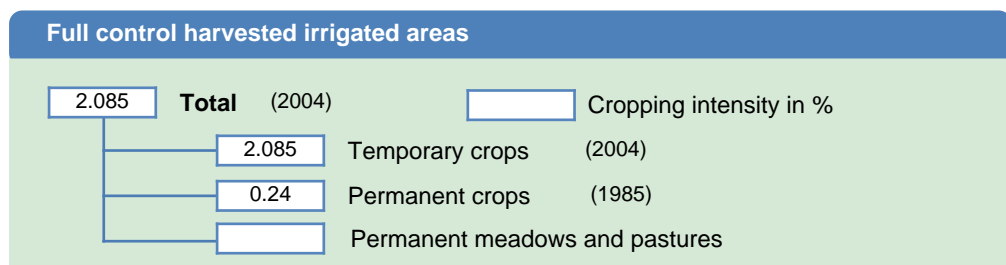 Full control harvested irrigated areas
2.085 Total (2004) Cropping intensity in %
2.085 Temporary crops (2004)
0.24 Permanent crops (1985)
Permanent meadows and pastures